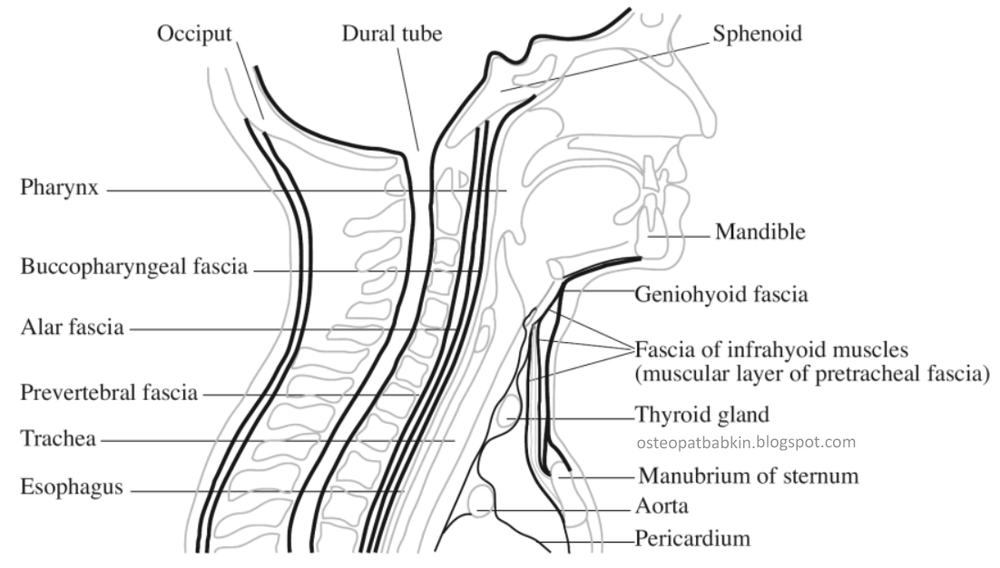 Occiput
Dural tube
Sphenoid
Pharynx
Mandible
Buccopharyngeal fascia
Geniohyoid fascia
Alar fascia
Fascia of infrahyoid muscles
(muscular layer of pretracheal fascia)
Prevertebral fascia
Thyroid gland
Trachea
osteopatbabkin.blogspot.com
Manubrium of sternum
Esophagus
Aorta
Pericardium